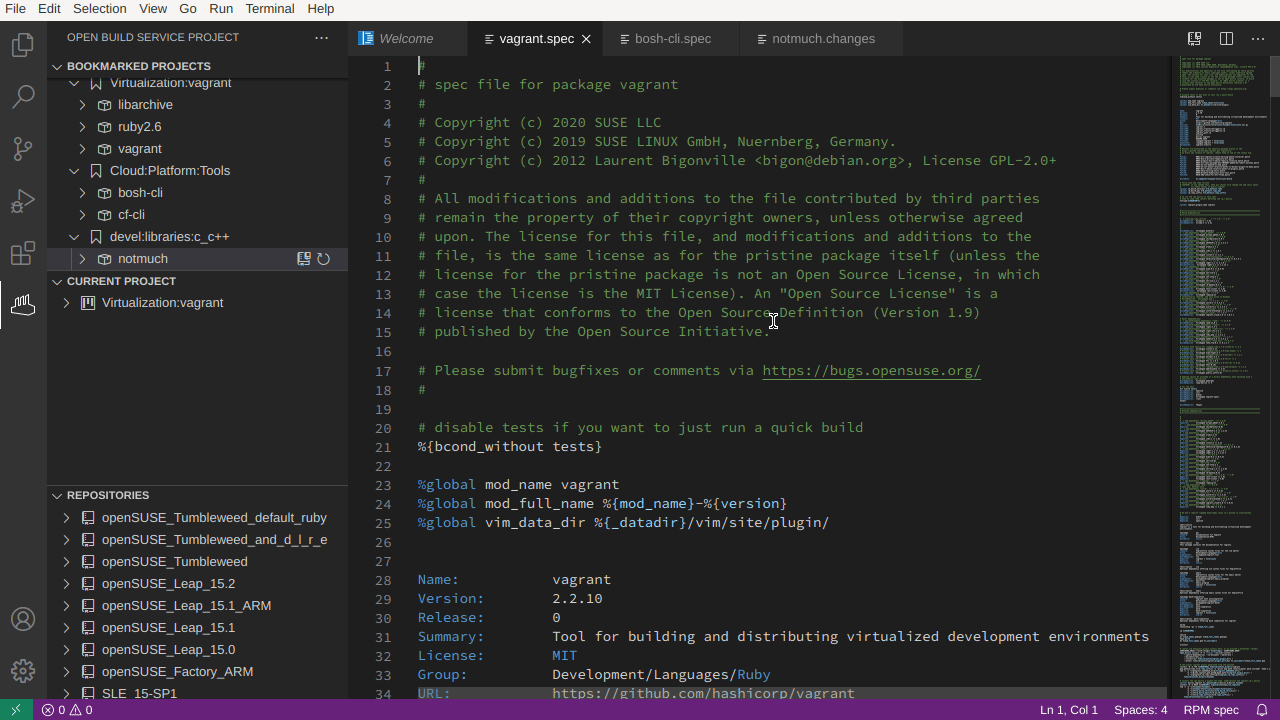 File Edit Selection View Go Run Terminal Help
OPEN BUILD SERVICE PROJECT
BOOKMARKED PROJECTS
Virtualization:vagrant
libarchive
ruby2.6
vagrant
Cloud:Platform:Tools
bosh-cli
cf-cli
devel:libraries:c_c++
notmuch
CURRENT PROJECT
Virtualization:vagrant
REPOSITORIES
openSUSE_Tumbleweed_default_ruby
openSUSE_Tumbleweed_and_d_l_r_e
openSUSE_Tumbleweed
openSUSE_Leap_15.2
openSUSE_Leap_15.1_ARM
openSUSE_Leap_15.1
openSUSE_Leap_15.0
openSUSE_Factory_ARM
SLE_15-SP1
Welcome vagrant.spec bosh-cli.spec notmuch.changes
1 #
2 # spec file for package vagrant
3 #
4 # Copyright (c) 2020 SUSE LLC
5 # Copyright (c) 2019 SUSE LINUX GmbH, Nuernberg, Germany.
6 # Copyright (c) 2012 Laurent Bigonville <bigon@debian.org>, License GPL-2.0+
7 #
8 # All modifications and additions to the file contributed by third parties
9 # remain the property of their copyright owners, unless otherwise agreed
10 # upon. The license for this file, and modifications and additions to the
11 # file, is the same license as for the pristine package itself (unless the
12 # license for the pristine package is not an Open Source License, in which
13 # case the license is the MIT License). An "Open Source License" is a
14 # license that conforms to the Open Source Definition (Version 1.9)
15 # published by the Open Source Initiative.
16
17 # Please submit bugfixes or comments via https://bugs.opensuse.org/
18 #
19
20 # disable tests if you want to just run a quick build
21 %{bcond_without tests}
22
23 %global mod_name vagrant
24 %global mod_full_name %{mod_name}-%{version}
25 %global vim_data_dir %{_datadir}/vim/site/plugin/
26
27
28 Name: vagrant
29 Version: 2.2.10
30 Release: 0
31 Summary: Tool for building and distributing virtualized development environments
32 License: MIT
33 Group: Development/Languages/Ruby
34 URL: https://github.com/hashicorp/vagrant
0 0 Ln 1, Col 1 Spaces: 4 RPM spec